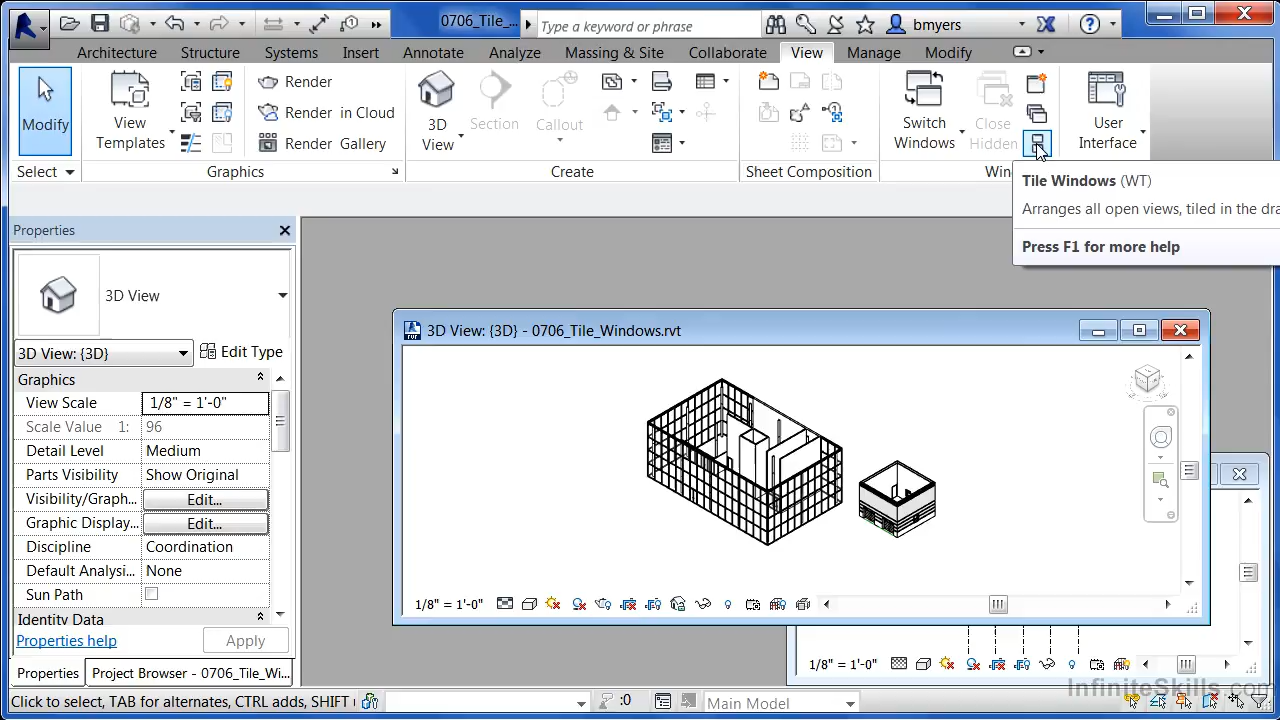 0706_Tile_...
Type a keyword or phrase
bmyers
Architecture Structure Systems Insert Annotate Analyze Massing & Site Collaborate View Manage Modify
Modify
View Templates
Render
Render in Cloud
Render Gallery
3D View
Section
Callout
Switch Windows
Close Hidden
User Interface
Select
Graphics
Create
Sheet Composition
Win
Tile Windows (WT)
Arranges all open views, tiled in the dra
Press F1 for more help
Properties
3D View
3D View: {3D}
Edit Type
Graphics
View Scale 1/8" = 1'-0"
Scale Value 1: 96
Detail Level Medium
Parts Visibility Show Original
Visibility/Graph... Edit...
Graphic Display... Edit...
Discipline Coordination
Default Analysi... None
Sun Path
Identity Data
Properties help
Apply
Properties
Project Browser - 0706_Tile_Wi...
3D View: {3D} - 0706_Tile_Windows.rvt
1/8" = 1'-0"
1/8" = 1'-0"
Click to select, TAB for alternates, CTRL adds, SHIFT u
:0
Main Model
InfiniteSkills.com